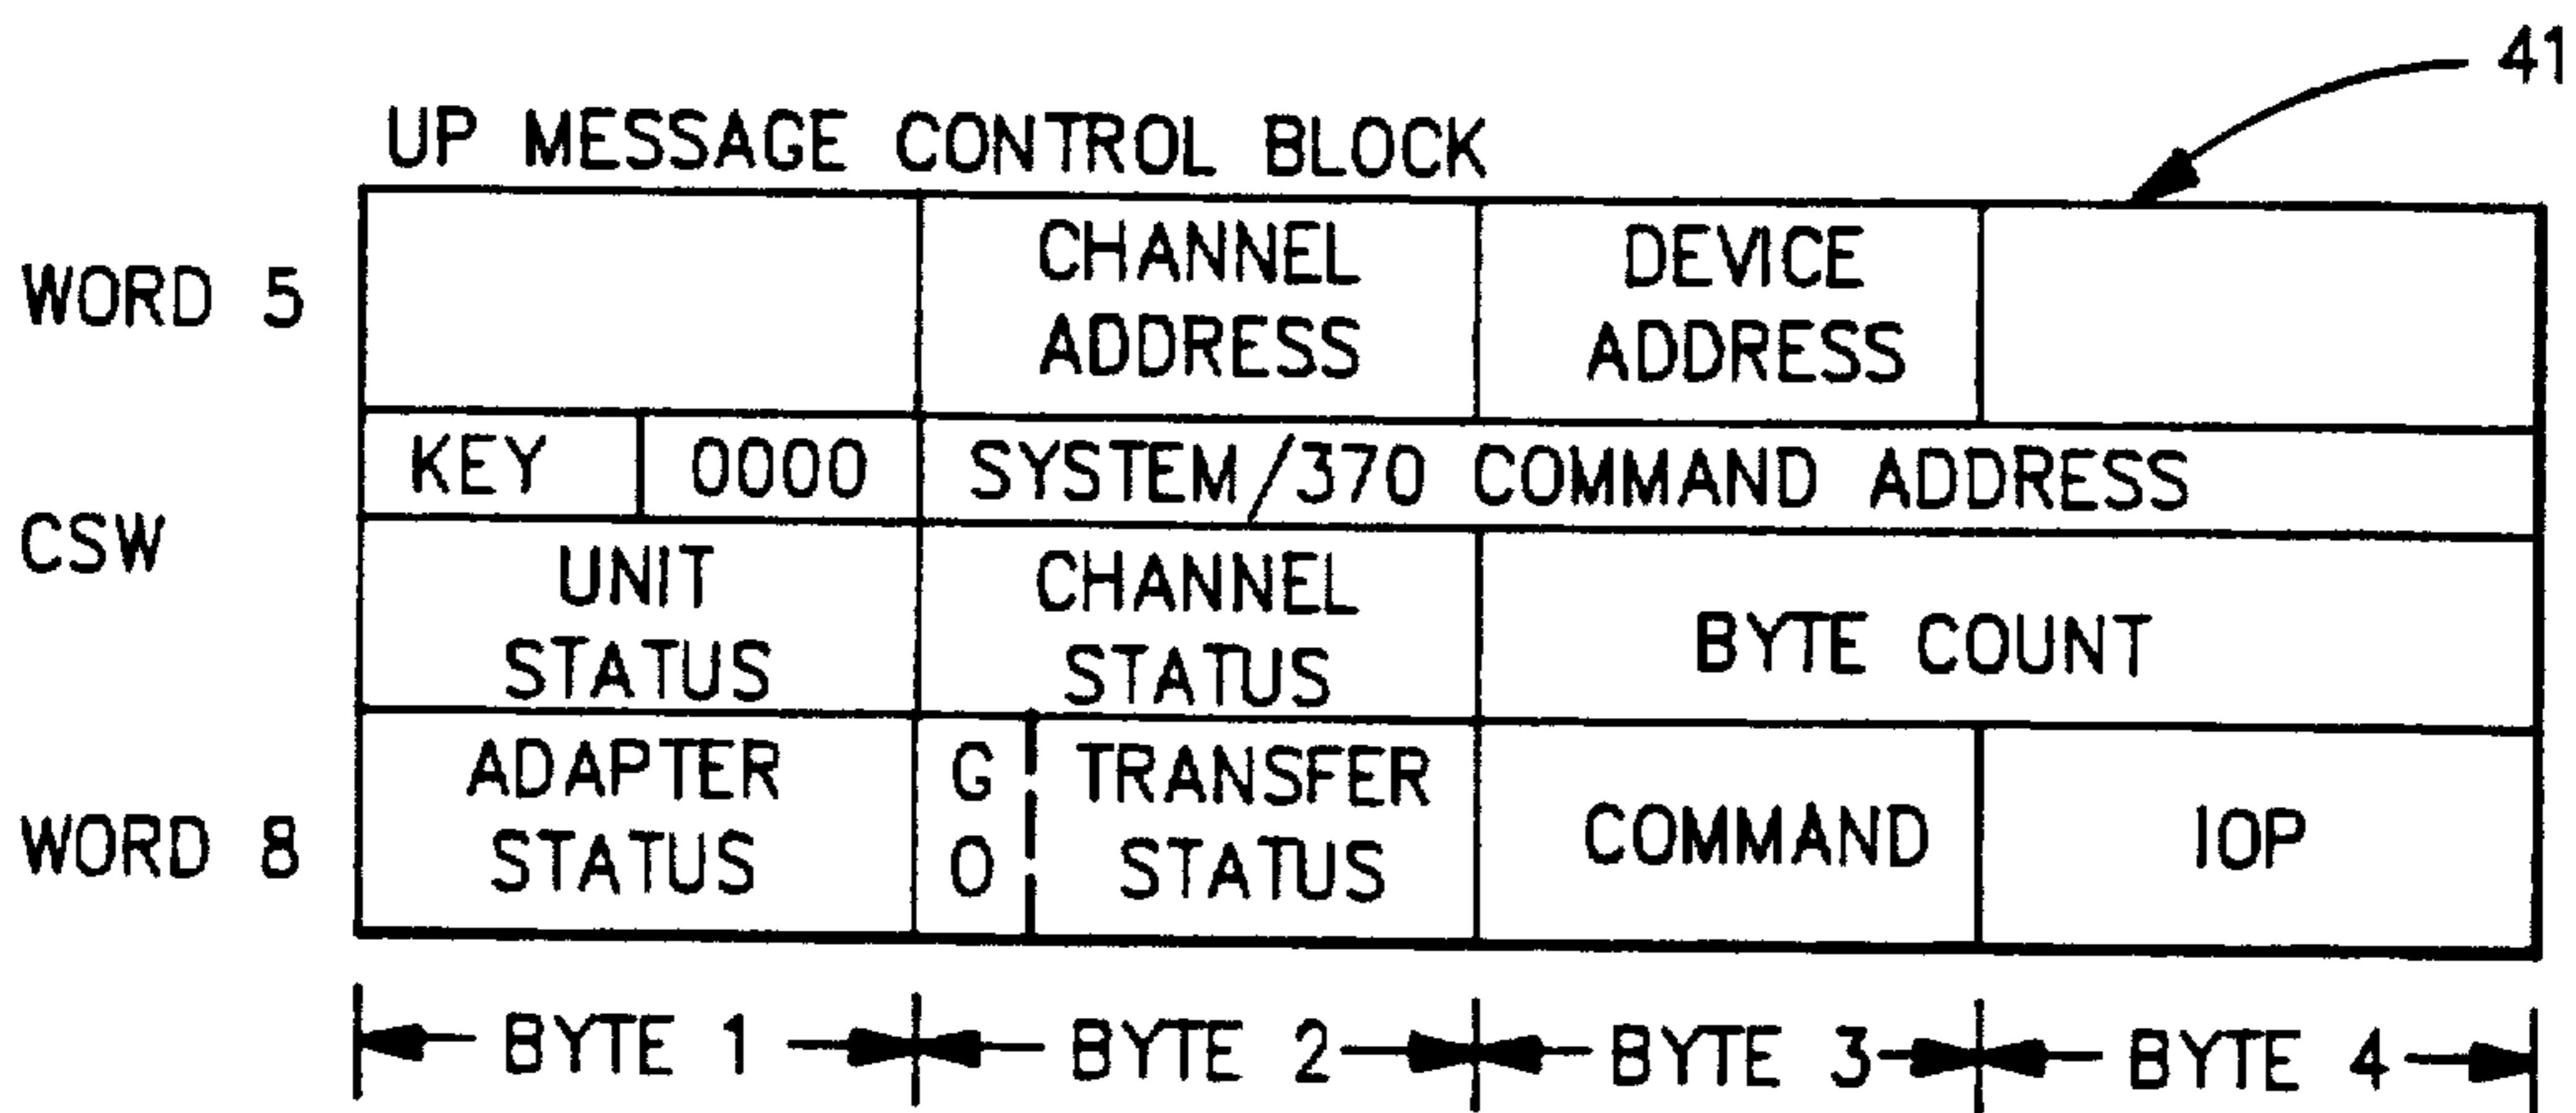 41
UP MESSAGE CONTROL BLOCK
WORD 5
CHANNEL
ADDRESS
DEVICE
ADDRESS
CSW
KEY
0000
SYSTEM/370 COMMAND ADDRESS
UNIT
STATUS
CHANNEL
STATUS
BYTE COUNT
WORD 8
ADAPTER
STATUS
G
O
TRANSFER
STATUS
COMMAND
IOP
BYTE 1
BYTE 2
BYTE 3
BYTE 4